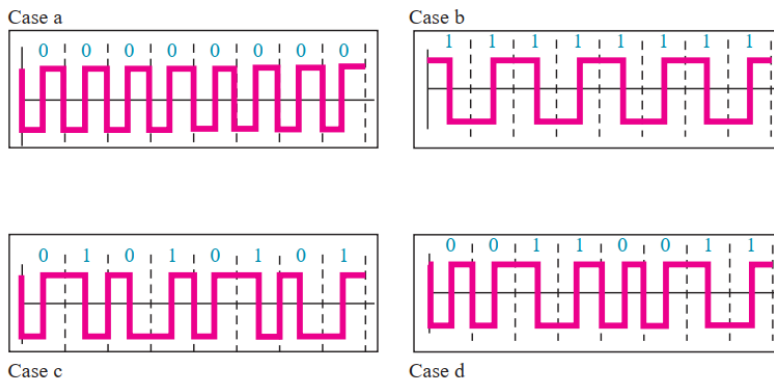 Case a
0 0 0 0 0 0 0 0
Case b
1 1 1 1 1 1 1 1
0 1 0 1 0 1 0 1
Case c
0 0 1 1 0 0 1 1
Case d